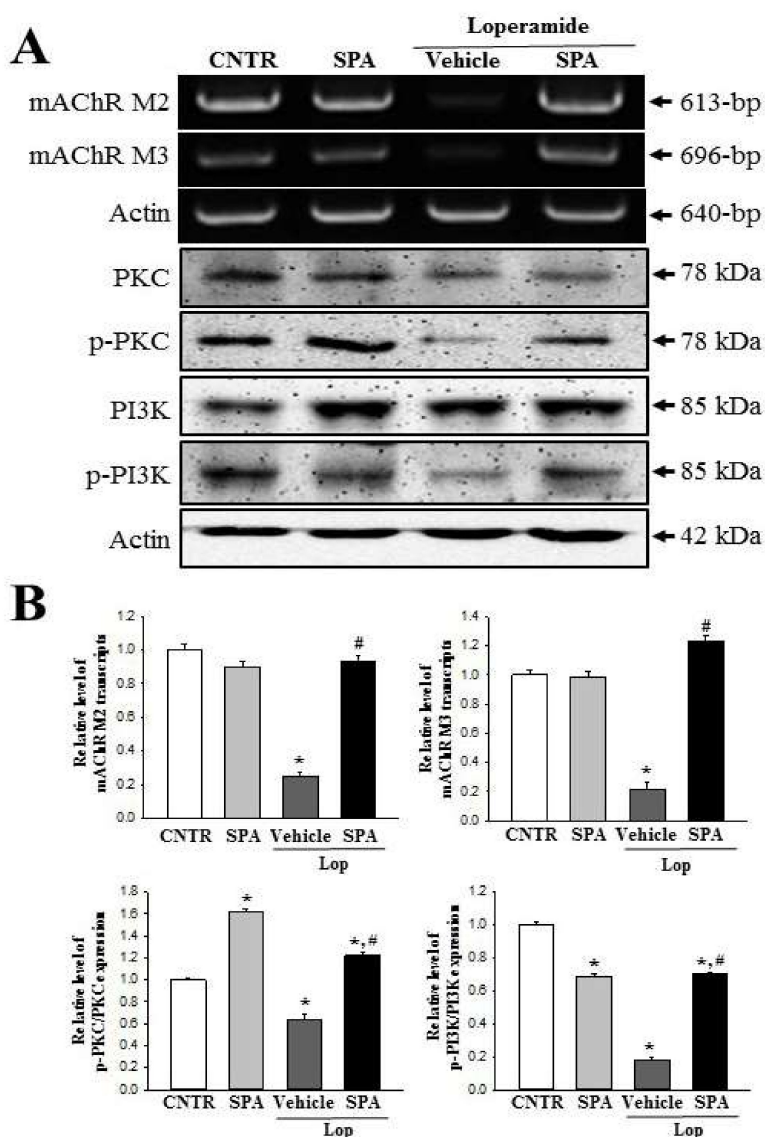 A
Loperamide
CNTR SPA Vehicle SPA
mAChR M2 613-bp
mAChR M3 696-bp
Actin 640-bp
PKC 78 kDa
p-PKC 78 kDa
PI3K 85 kDa
p-PI3K 85 kDa
Actin 42 kDa
B
Relative level of
mAChR M2 transcripts
1.2
1.0
0.8
0.6
0.4
0.2
0.0
* #
CNTR SPA Vehicle SPA
Lop
Relative level of
mAChR M3 transcripts
1.4
1.2
1.0
0.8
0.6
0.4
0.2
0.0
* #
CNTR SPA Vehicle SPA
Lop
Relative level of
p-PKC/PKC expression
1.8
1.6
1.4
1.2
1.0
0.8
0.6
0.4
0.2
0.0
* * *,#
CNTR SPA Vehicle SPA
Lop
Relative level of
p-PI3K/PI3K expression
1.2
1.0
0.8
0.6
0.4
0.2
0.0
* * *,#
CNTR SPA Vehicle SPA
Lop